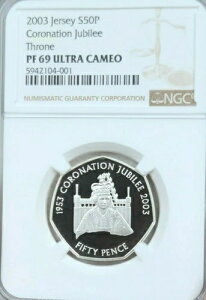 2003 Jersey S50P
Coronation Jubilee
Throne
PF 69 ULTRA CAMEO
5942104-001
NUMISMATIC GUARANTY CORPORATION
NGC
1953 CORONATION JUBILEE 2003
FIFTY PENCE